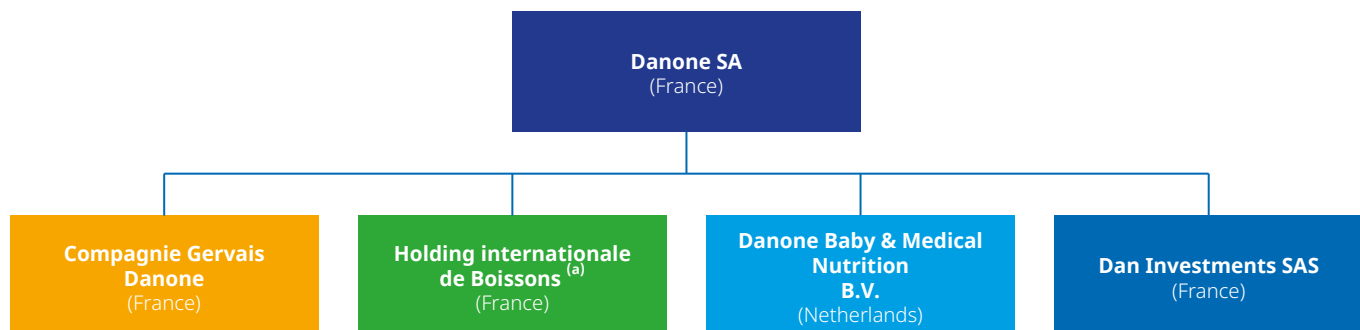 Danone SA
(France)
Compagnie Gervais
Danone
(France)
Holding internationale
de Boissons (a)
(France)
Danone Baby & Medical
Nutrition
B.V.
(Netherlands)
Dan Investments SAS
(France)